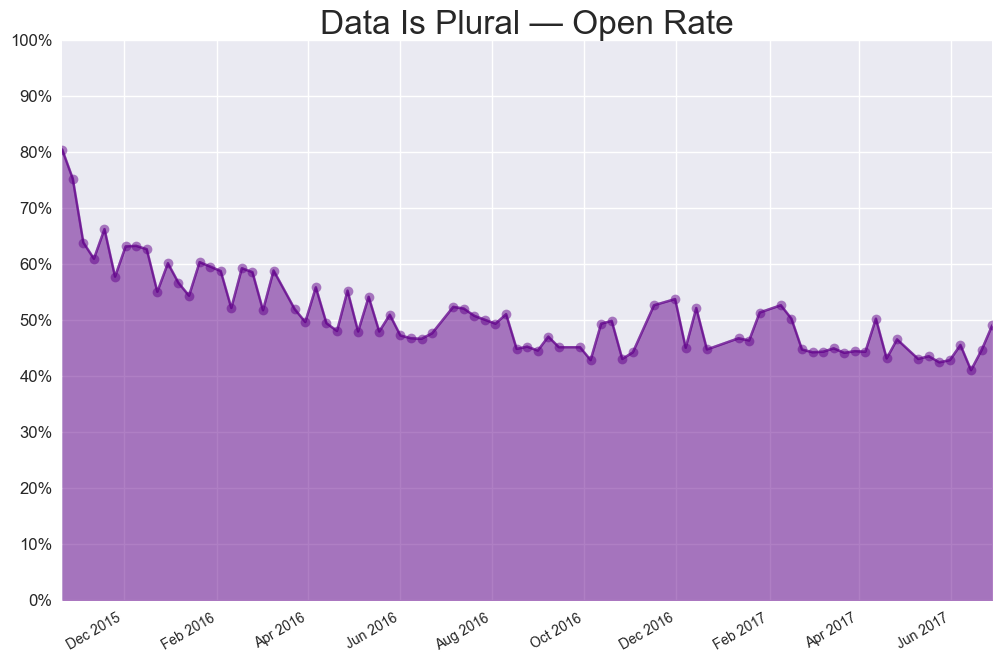 Data Is Plural — Open Rate
100%
90%
80%
70%
60%
50%
40%
30%
20%
10%
0%
Dec 2015
Feb 2016
Apr 2016
Jun 2016
Aug 2016
Oct 2016
Dec 2016
Feb 2017
Apr 2017
Jun 2017